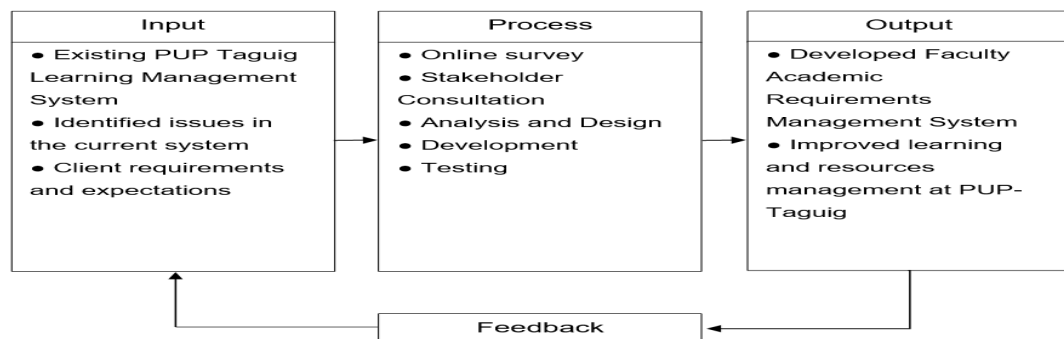 Input
● Existing PUP Taguig
Learning Management
System
● Identified issues in
the current system
● Client requirements
and expectations
Process
● Online survey
● Stakeholder
Consultation
● Analysis and Design
● Development
● Testing
Output
● Developed Faculty
Academic
Requirements
Management System
● Improved learning
and resources
management at PUP-
Taguig
Feedback